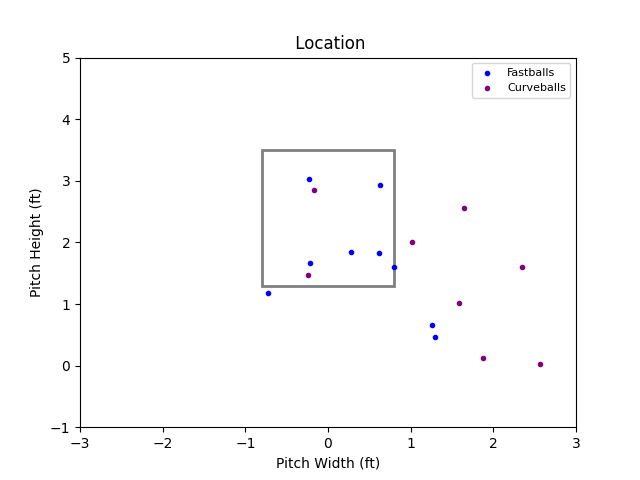 Location
Fastballs
Curveballs
5
4
3
2
1
0
−1
Pitch Height (ft)
−3
−2
−1
0
1
2
3
Pitch Width (ft)